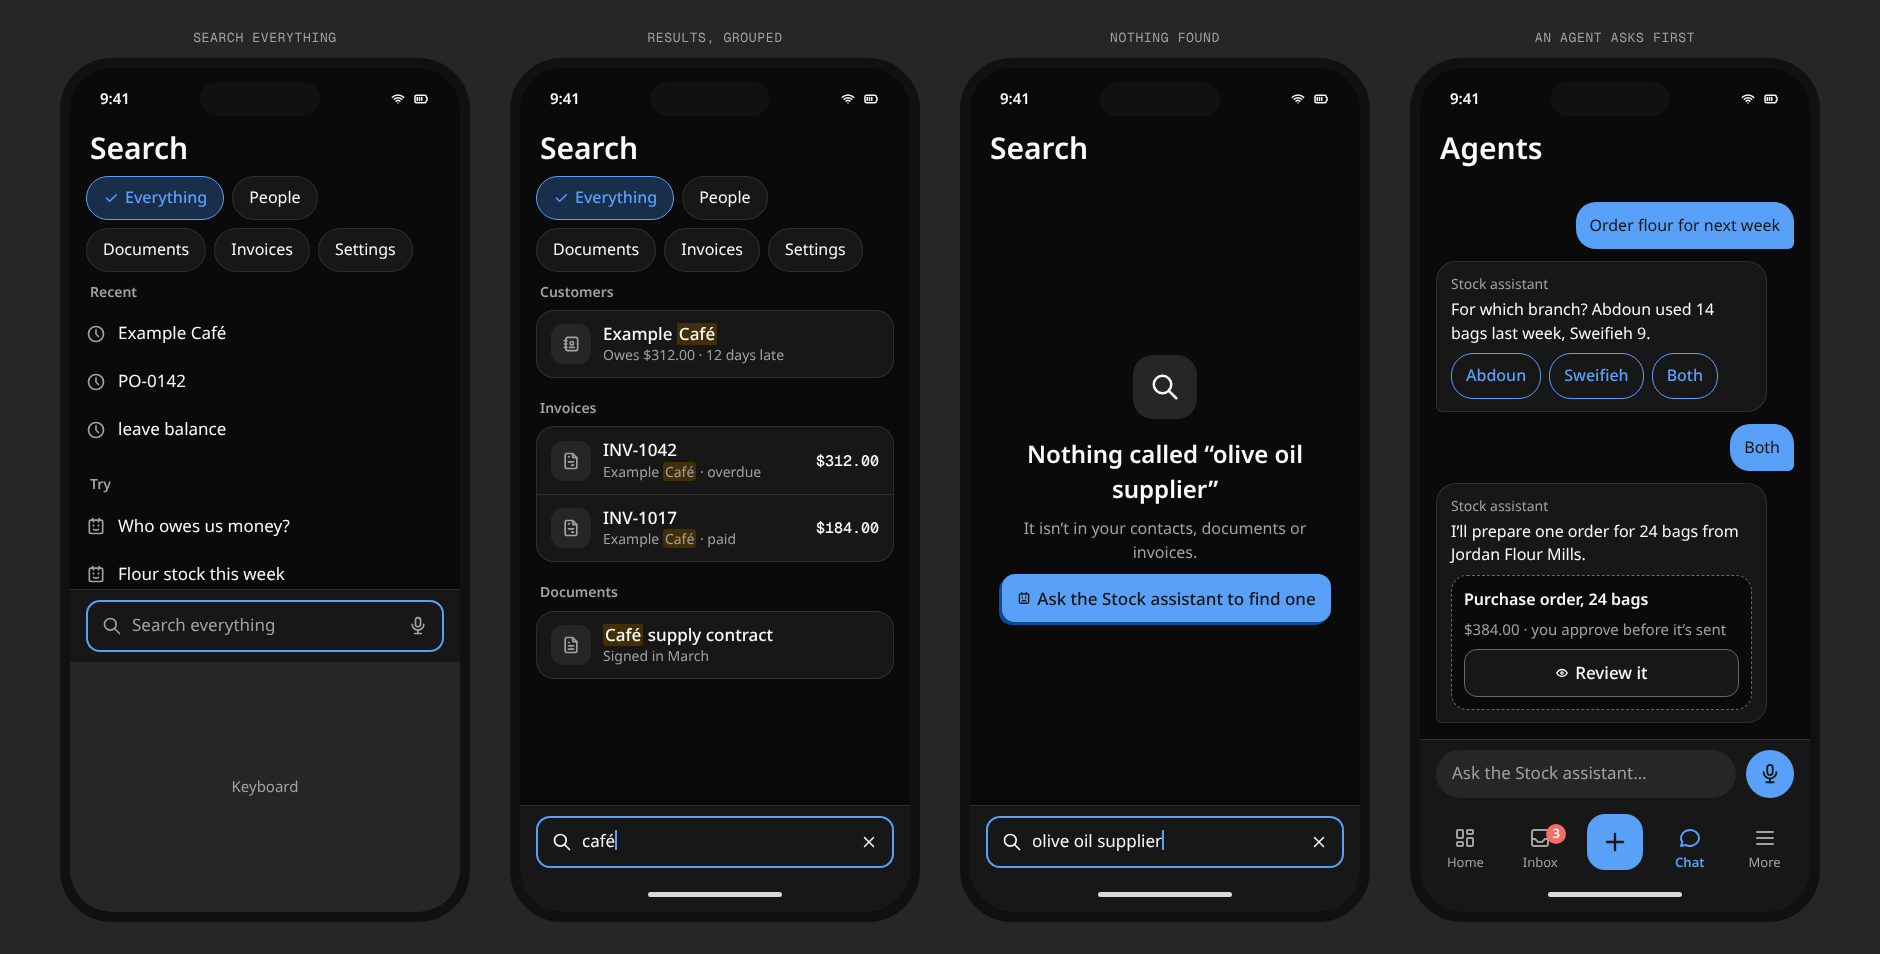 SEARCH EVERYTHING
9:41
Search
Everything
People
Documents
Invoices
Settings
Recent
Example Café
PO-0142
leave balance
Try
Who owes us money?
Flour stock this week
Search everything
Keyboard
RESULTS, GROUPED
9:41
Search
Everything
People
Documents
Invoices
Settings
Customers
Example Café
Owes $312.00 · 12 days late
Invoices
INV-1042
Example Café · overdue
$312.00
INV-1017
Example Café · paid
$184.00
Documents
Café supply contract
Signed in March
café
NOTHING FOUND
9:41
Search
Nothing called “olive oil
supplier”
It isn’t in your contacts, documents or
invoices.
Ask the Stock assistant to find one
olive oil supplier
AN AGENT ASKS FIRST
9:41
Agents
Order flour for next week
Stock assistant
For which branch? Abdoun used 14
bags last week, Sweifieh 9.
Abdoun
Sweifieh
Both
Both
Stock assistant
I’ll prepare one order for 24 bags from
Jordan Flour Mills.
Purchase order, 24 bags
$384.00 · you approve before it’s sent
Review it
Ask the Stock assistant…
Home
Inbox
3
Chat
More